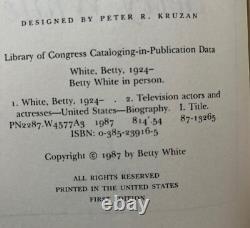 DESIGNED BY PETER R. KRUZAN
Library of Congress Cataloging-in-Publication Data
White, Betty, 1924–
Betty White in person.
1. White, Betty, 1924– . 2. Television actors and
actresses—United States—Biography. I. Title.
PN2287.W4577A3 1987 814'.54 87-13265
ISBN: 0-385-23916-5
Copyright © 1987 by Betty White
ALL RIGHTS RESERVED
PRINTED IN THE UNITED STATES
FIRST EDITION